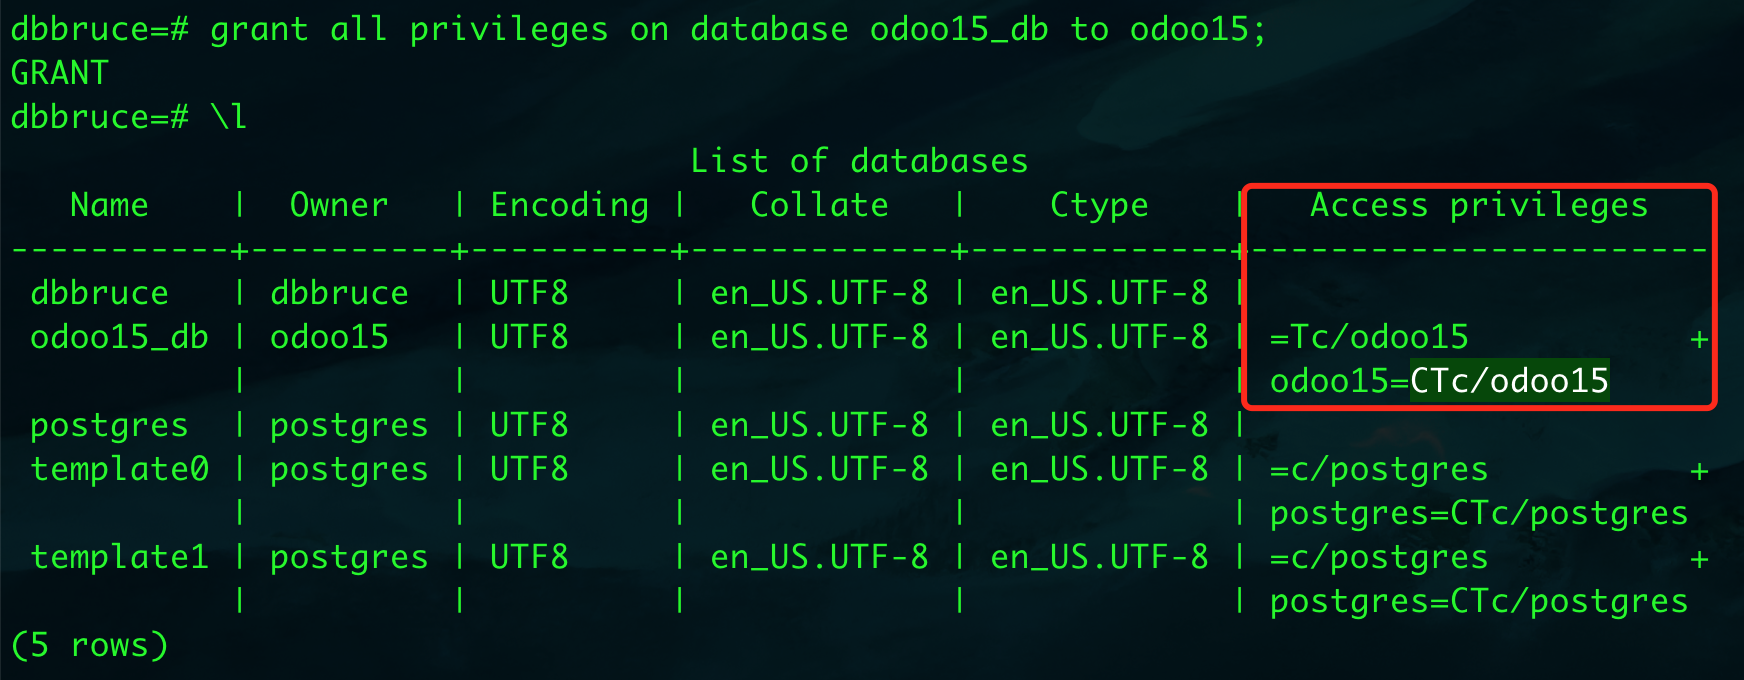 dbbruce=# grant all privileges on database odoo15_db to odoo15;
GRANT
dbbruce=# \l
                                  List of databases
   Name    |  Owner   | Encoding |   Collate   |    Ctype    |   Access privileges
-----------+----------+----------+-------------+-------------+-----------------------
 dbbruce   | dbbruce  | UTF8     | en_US.UTF-8 | en_US.UTF-8 |
 odoo15_db | odoo15   | UTF8     | en_US.UTF-8 | en_US.UTF-8 | =Tc/odoo15           +
           |          |          |             |             | odoo15=CTc/odoo15
 postgres  | postgres | UTF8     | en_US.UTF-8 | en_US.UTF-8 |
 template0 | postgres | UTF8     | en_US.UTF-8 | en_US.UTF-8 | =c/postgres          +
           |          |          |             |             | postgres=CTc/postgres
 template1 | postgres | UTF8     | en_US.UTF-8 | en_US.UTF-8 | =c/postgres          +
           |          |          |             |             | postgres=CTc/postgres
(5 rows)